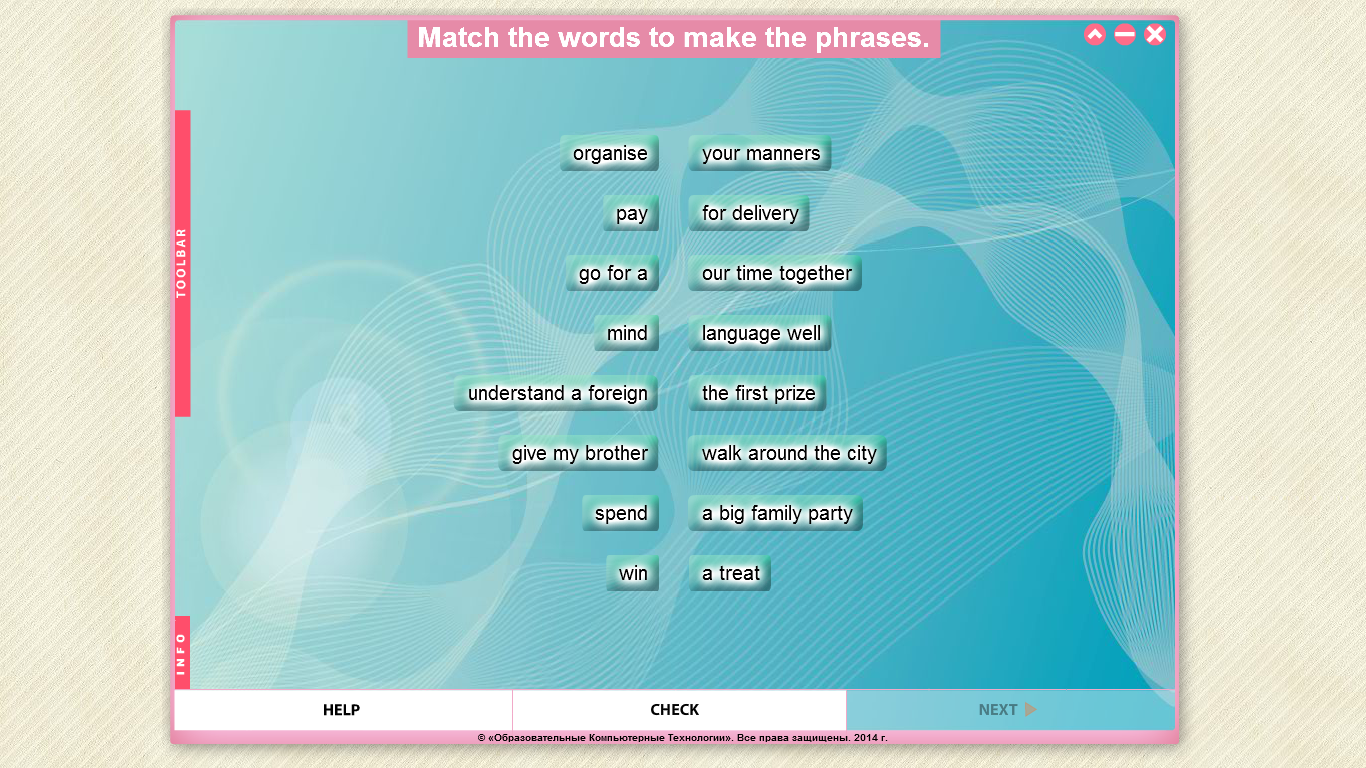 Match the words to make the phrases.
TOOLBAR
organise your manners
pay for delivery
go for a our time together
mind language well
understand a foreign the first prize
give my brother walk around the city
spend a big family party
win a treat
INFO
HELP CHECK NEXT
© «Образовательные Компьютерные Технологии». Все права защищены. 2014 г.